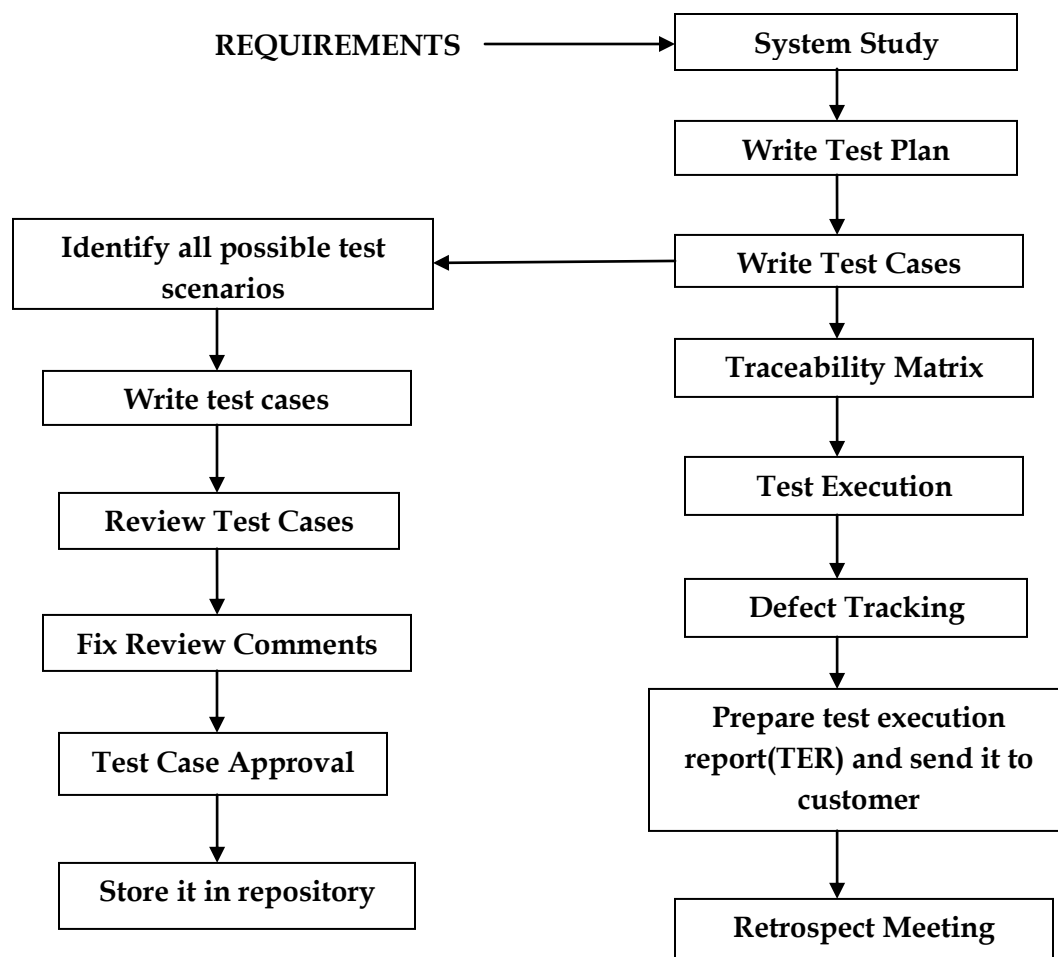 REQUIREMENTS
System Study
Write Test Plan
Identify all possible test
scenarios
Write Test Cases
Traceability Matrix
Write test cases
Test Execution
Review Test Cases
Defect Tracking
Fix Review Comments
Prepare test execution
report(TER) and send it to
customer
Test Case Approval
Store it in repository
Retrospect Meeting